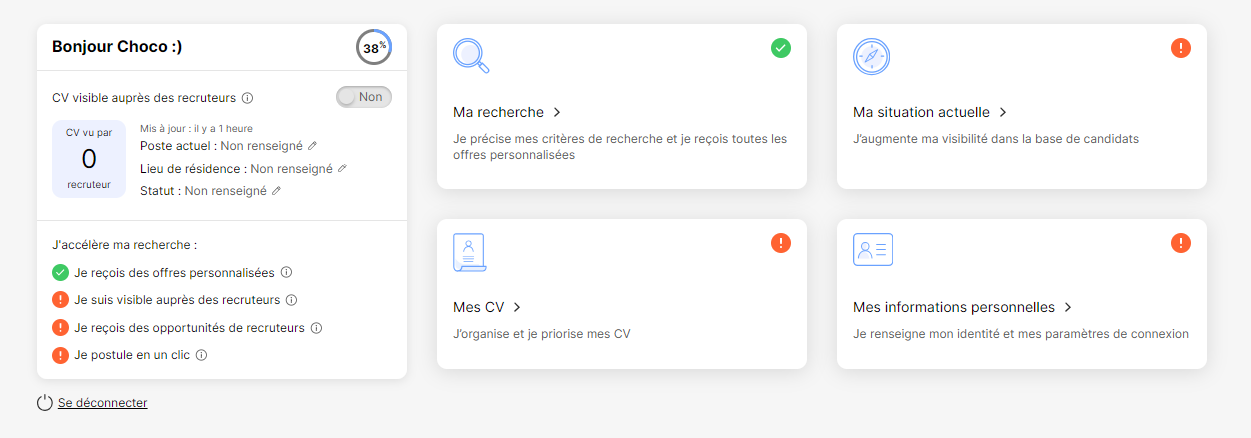 Bonjour Choco :)
38%
CV visible auprès des recruteurs
Non
CV vu par
0
recruteur
Mis à jour : il y a 1 heure
Poste actuel : Non renseigné
Lieu de résidence : Non renseigné
Statut : Non renseigné
J'accélère ma recherche :
Je reçois des offres personnalisées
Je suis visible auprès des recruteurs
Je reçois des opportunités de recruteurs
Je postule en un clic
Se déconnecter
Ma recherche
Je précise mes critères de recherche et je reçois toutes les
offres personnalisées
Ma situation actuelle
J'augmente ma visibilité dans la base de candidats
Mes CV
J'organise et je priorise mes CV
Mes informations personnelles
Je renseigne mon identité et mes paramètres de connexion